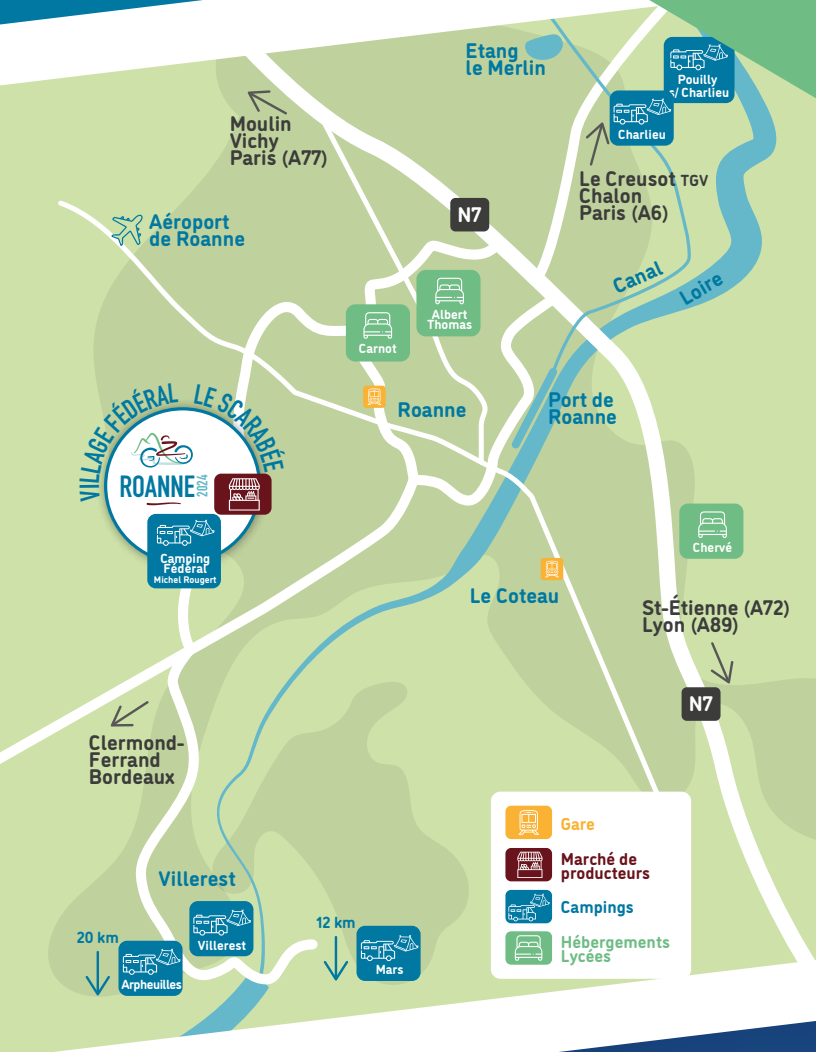 Etang
le Merlin
Pouilly
s/ Charlieu
Charlieu
Moulin
Vichy
Paris (A77)
Le Creusot TGV
Chalon
Paris (A6)
N7
Aéroport
de Roanne
Canal
Loire
Albert
Thomas
Carnot
Roanne
Port de
Roanne
VILLAGE FÉDÉRAL LE SCARABÉE
ROANNE 2024
Camping
Fédéral
Michel Rougert
Chervé
Le Coteau
St-Étienne (A72)
Lyon (A89)
N7
Clermond-
Ferrand
Bordeaux
Villerest
Villerest
20 km
Arpheuilles
12 km
Mars
Gare
Marché de
producteurs
Campings
Hébergements
Lycées